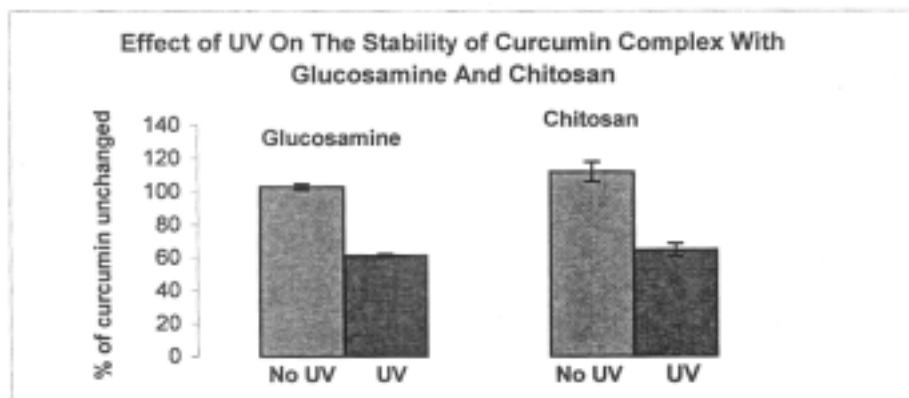 Effect of UV On The Stability of Curcumin Complex With
Glucosamine And Chitosan
% of curcumin unchanged
140
120
100
80
60
40
20
0
Glucosamine
Chitosan
No UV
UV
No UV
UV